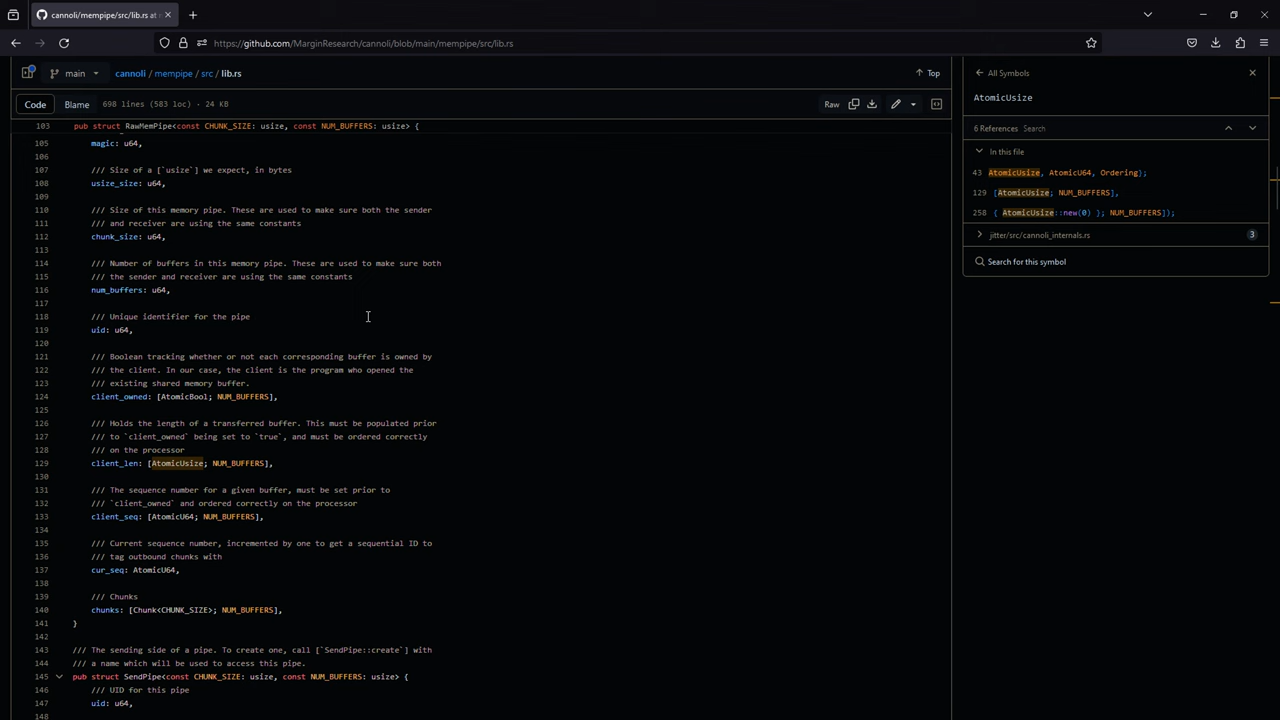 cannoli/mempipe/src/lib.rs at
https://github.com/MarginResearch/cannoli/blob/main/mempipe/src/lib.rs
main
cannoli / mempipe / src / lib.rs
Top
Code Blame 698 lines (583 loc) · 24 KB
Raw
103 pub struct RawMemPipe<const CHUNK_SIZE: usize, const NUM_BUFFERS: usize> {
105 magic: u64,
106
107 /// Size of a [`usize`] we expect, in bytes
108 usize_size: u64,
109
110 /// Size of this memory pipe. These are used to make sure both the sender
111 /// and receiver are using the same constants
112 chunk_size: u64,
113
114 /// Number of buffers in this memory pipe. These are used to make sure both
115 /// the sender and receiver are using the same constants
116 num_buffers: u64,
117
118 /// Unique identifier for the pipe
119 uid: u64,
120
121 /// Boolean tracking whether or not each corresponding buffer is owned by
122 /// the client. In our case, the client is the program who opened the
123 /// existing shared memory buffer.
124 client_owned: [AtomicBool; NUM_BUFFERS],
125
126 /// Holds the length of a transferred buffer. This must be populated prior
127 /// to `client_owned` being set to `true`, and must be ordered correctly
128 /// on the processor
129 client_len: [AtomicUsize; NUM_BUFFERS],
130
131 /// The sequence number for a given buffer, must be set prior to
132 /// `client_owned` and ordered correctly on the processor
133 client_seq: [AtomicU64; NUM_BUFFERS],
134
135 /// Current sequence number, incremented by one to get a sequential ID to
136 /// tag outbound chunks with
137 cur_seq: AtomicU64,
138
139 /// Chunks
140 chunks: [Chunk<CHUNK_SIZE>; NUM_BUFFERS],
141 }
142
143 /// The sending side of a pipe. To create one, call [`SendPipe::create`] with
144 /// a name which will be used to access this pipe.
145 pub struct SendPipe<const CHUNK_SIZE: usize, const NUM_BUFFERS: usize> {
146 /// UID for this pipe
147 uid: u64,
148
All Symbols
AtomicUsize
6 References Search
In this file
43 AtomicUsize, AtomicU64, Ordering};
129 [AtomicUsize; NUM_BUFFERS],
258 { AtomicUsize::new(0) }; NUM_BUFFERS]);
jitter/src/cannoli_internals.rs 3
Search for this symbol